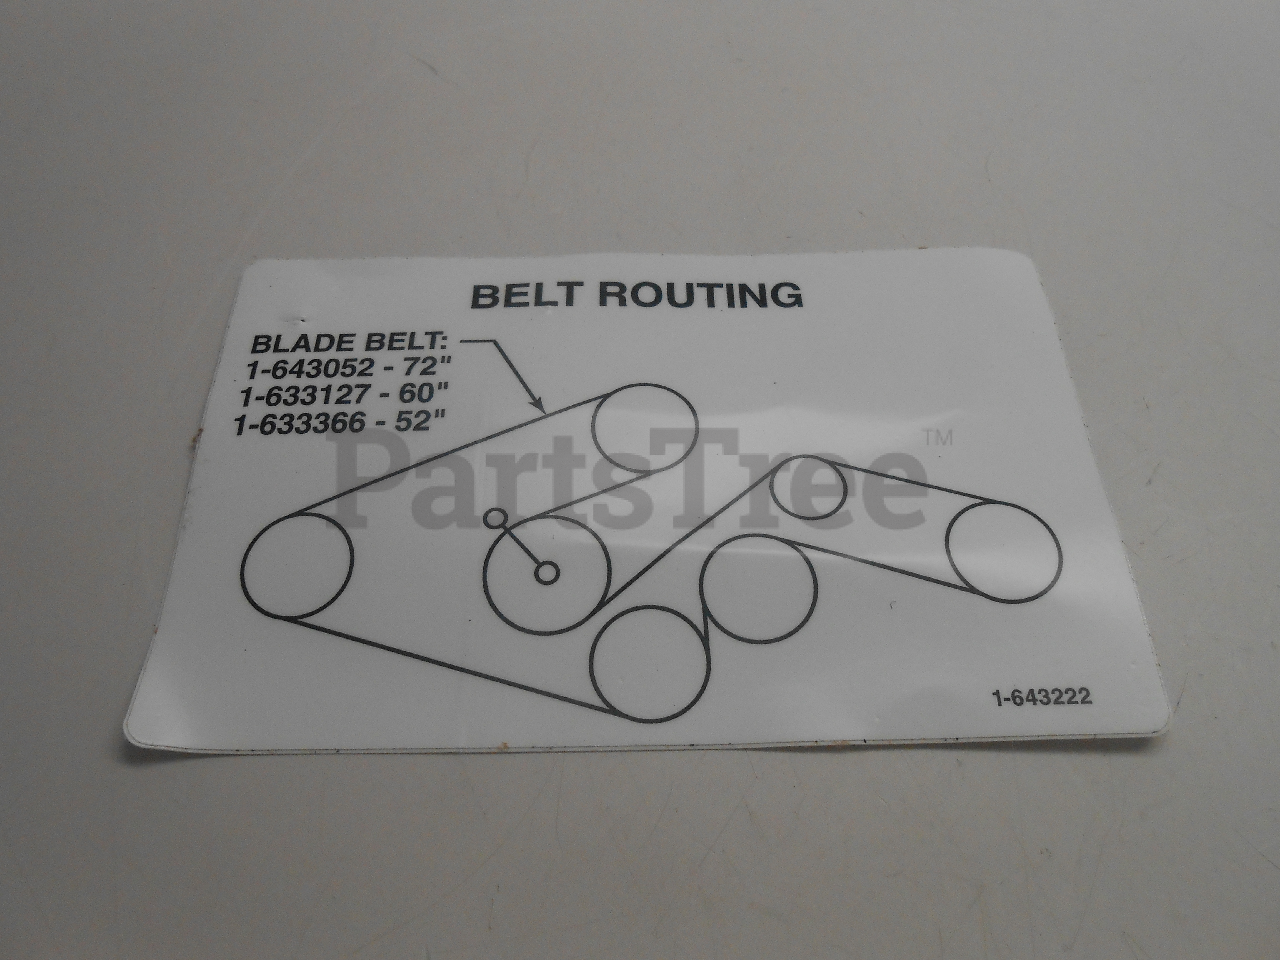 BELT ROUTING
BLADE BELT:
1-643052 - 72"
1-633127 - 60"
1-633366 - 52"
PartsTree™
1-643222